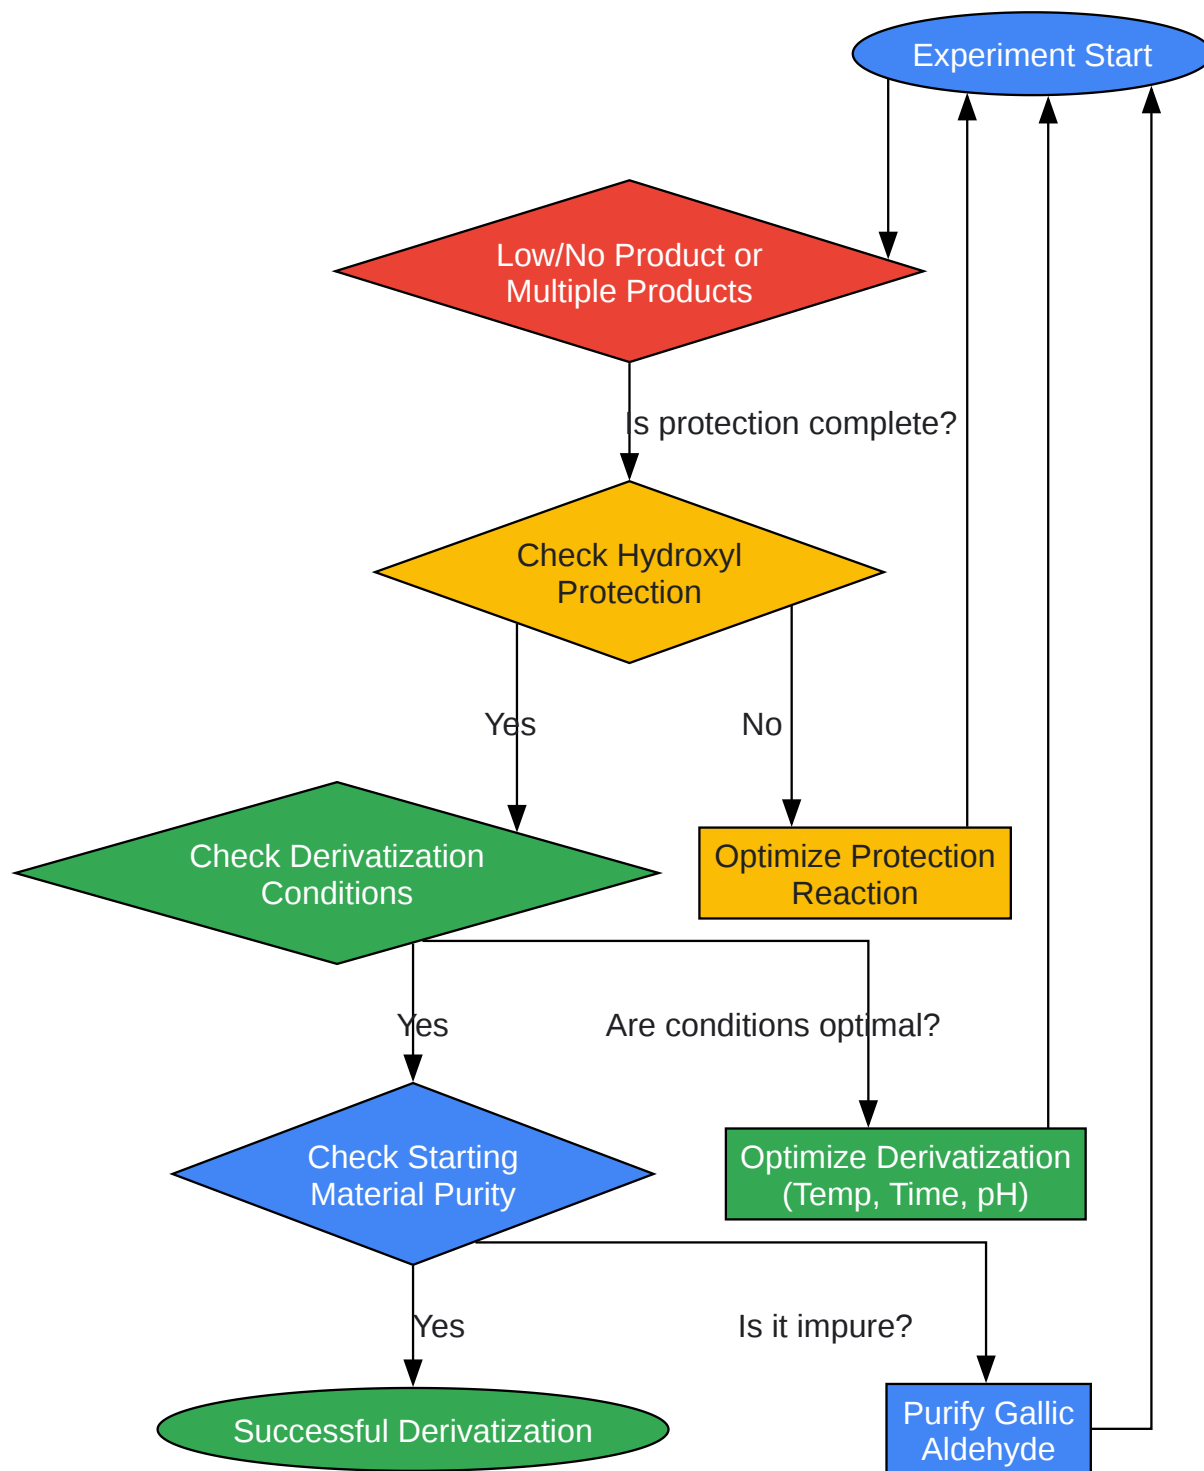 Experiment Start
Low/No Product or
Multiple Products
Is protection complete?
Check Hydroxyl
Protection
Yes
No
Check Derivatization
Conditions
Optimize Protection
Reaction
Yes
Are conditions optimal?
Check Starting
Material Purity
Optimize Derivatization
(Temp, Time, pH)
Yes
Is it impure?
Successful Derivatization
Purify Gallic
Aldehyde